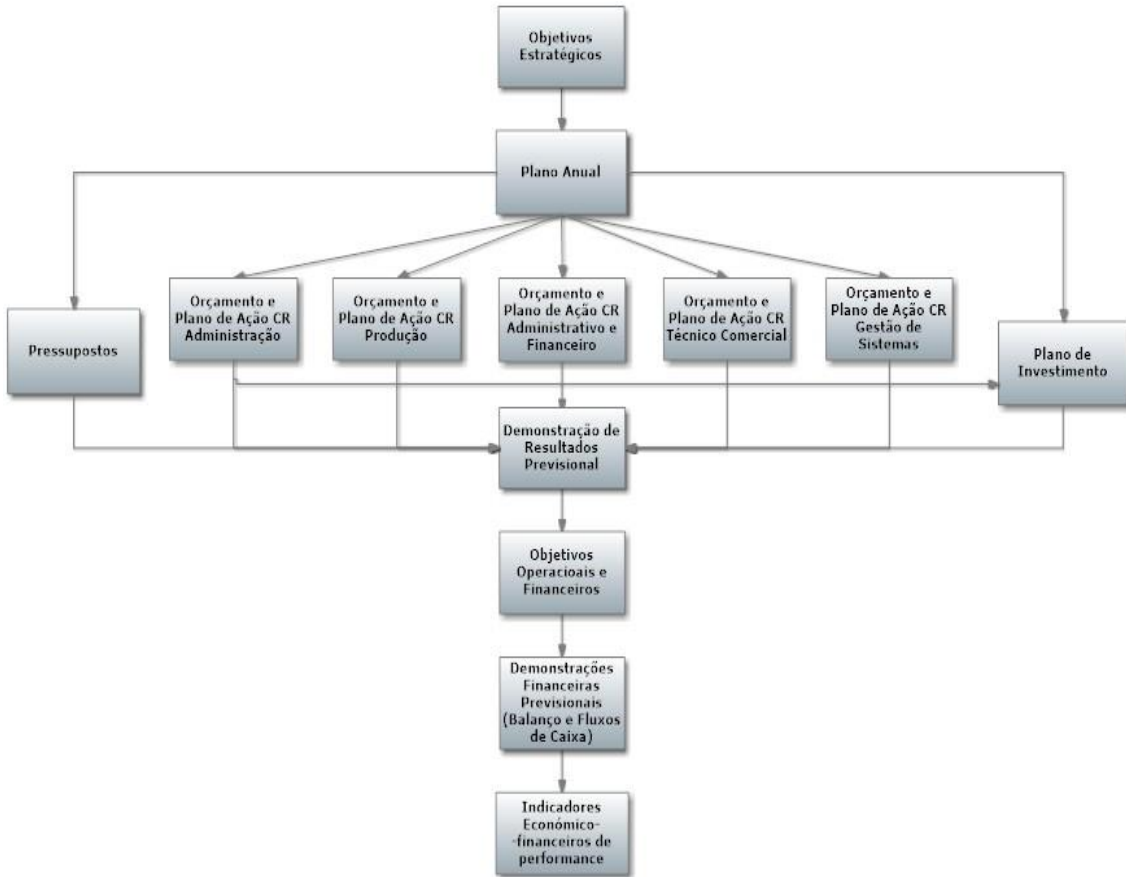 Objetivos
Estratégicos
Plano Anual
Orçamento e
Plano de Ação CR
Administração
Orçamento e
Plano de Ação CR
Produção
Orçamento e
Plano de Ação CR
Administrativo e
Financeiro
Orçamento e
Plano de Ação CR
Técnico Comercial
Orçamento e
Plano de Ação CR
Gestão de
Sistemas
Pressupostos
Plano de
Investimento
Demonstração de
Resultados
Previsional
Objetivos
Operacioais e
Financeiros
Demonstrações
Financeiras
Previsionais
(Balanço e Fluxos
de Caixa)
Indicadores
Económico-
-financeiros de
performance